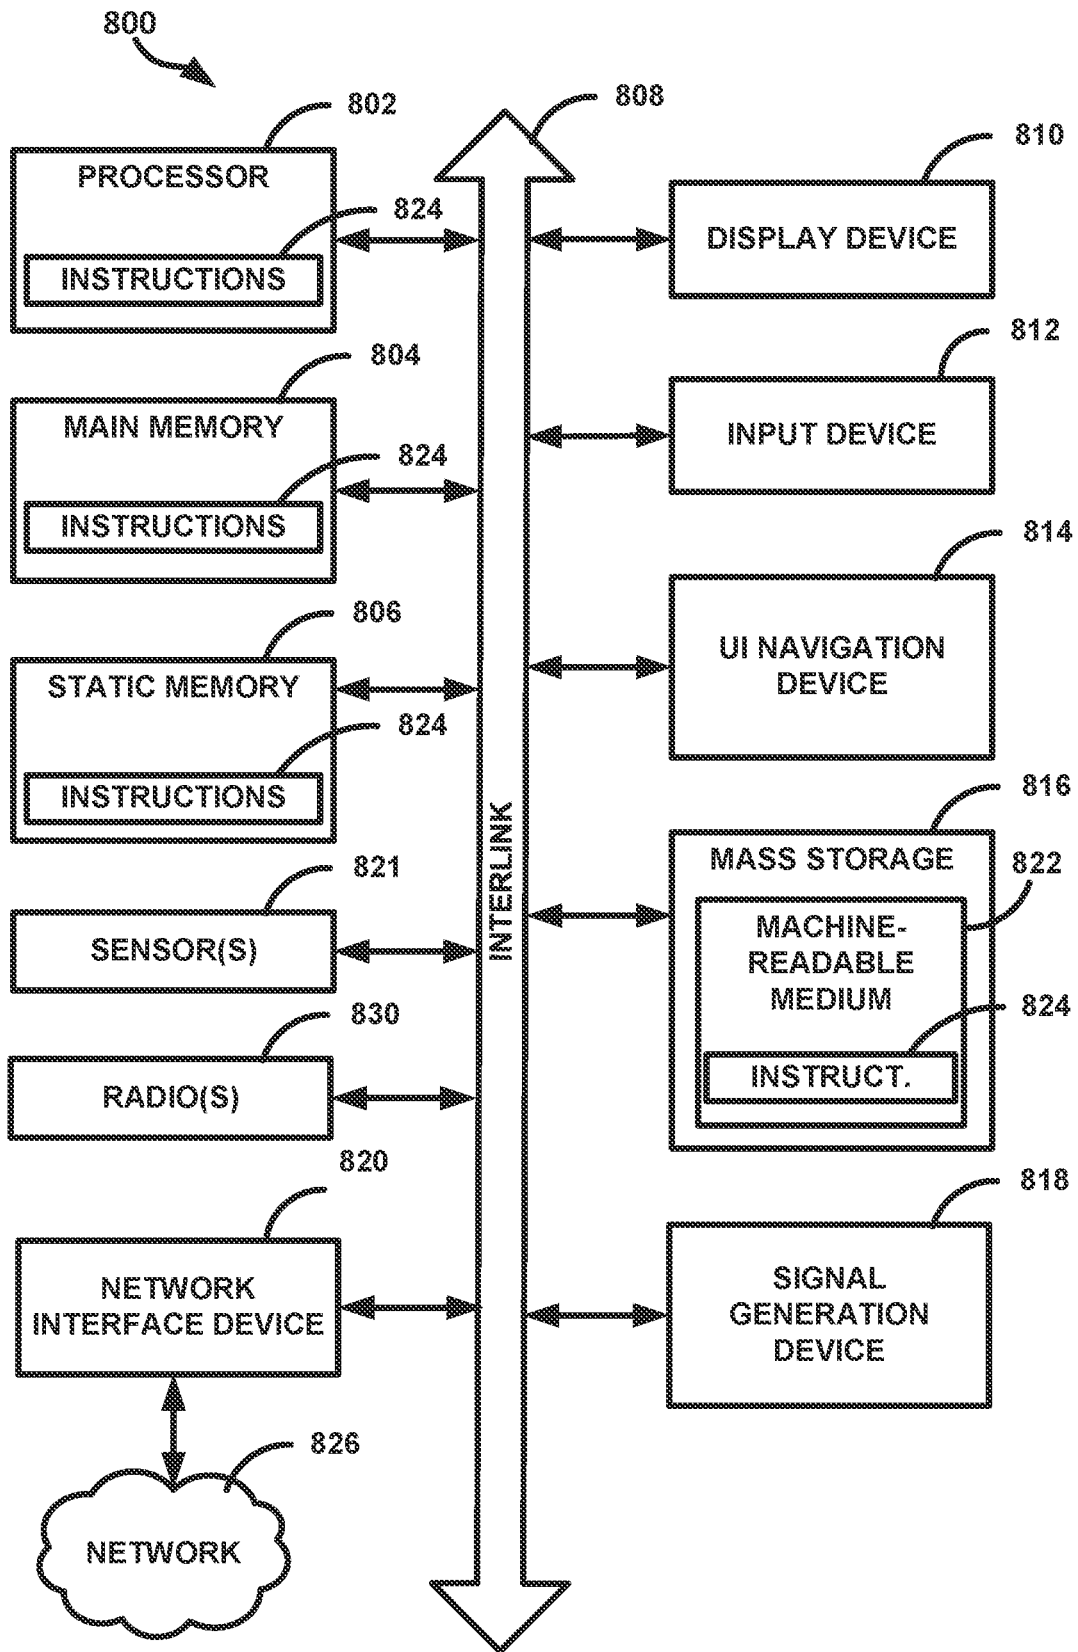 800
802
PROCESSOR
824
INSTRUCTIONS
804
MAIN MEMORY
824
INSTRUCTIONS
806
STATIC MEMORY
824
INSTRUCTIONS
821
SENSOR(S)
830
RADIO(S)
820
NETWORK
INTERFACE DEVICE
826
NETWORK
808
INTERLINK
810
DISPLAY DEVICE
812
INPUT DEVICE
814
UI NAVIGATION
DEVICE
816
MASS STORAGE
822
MACHINE-
READABLE
MEDIUM
824
INSTRUCT.
818
SIGNAL
GENERATION
DEVICE